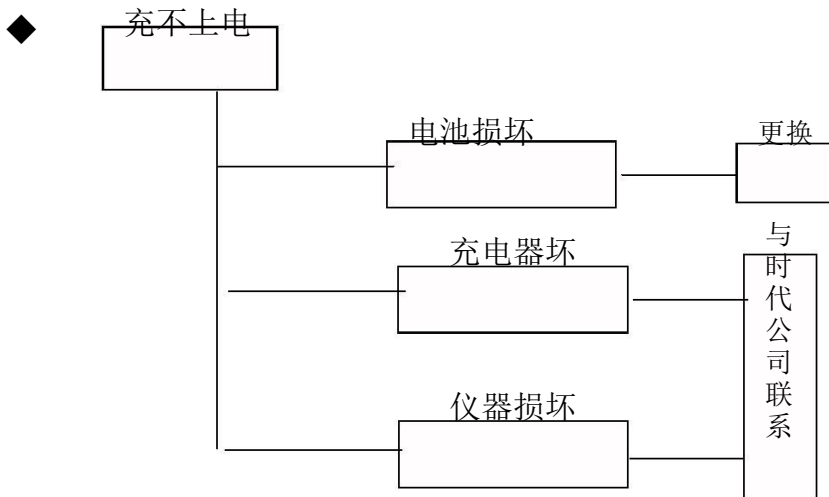 充不上电
电池损坏
更换
充电器坏
与时代公司联系
仪器损坏